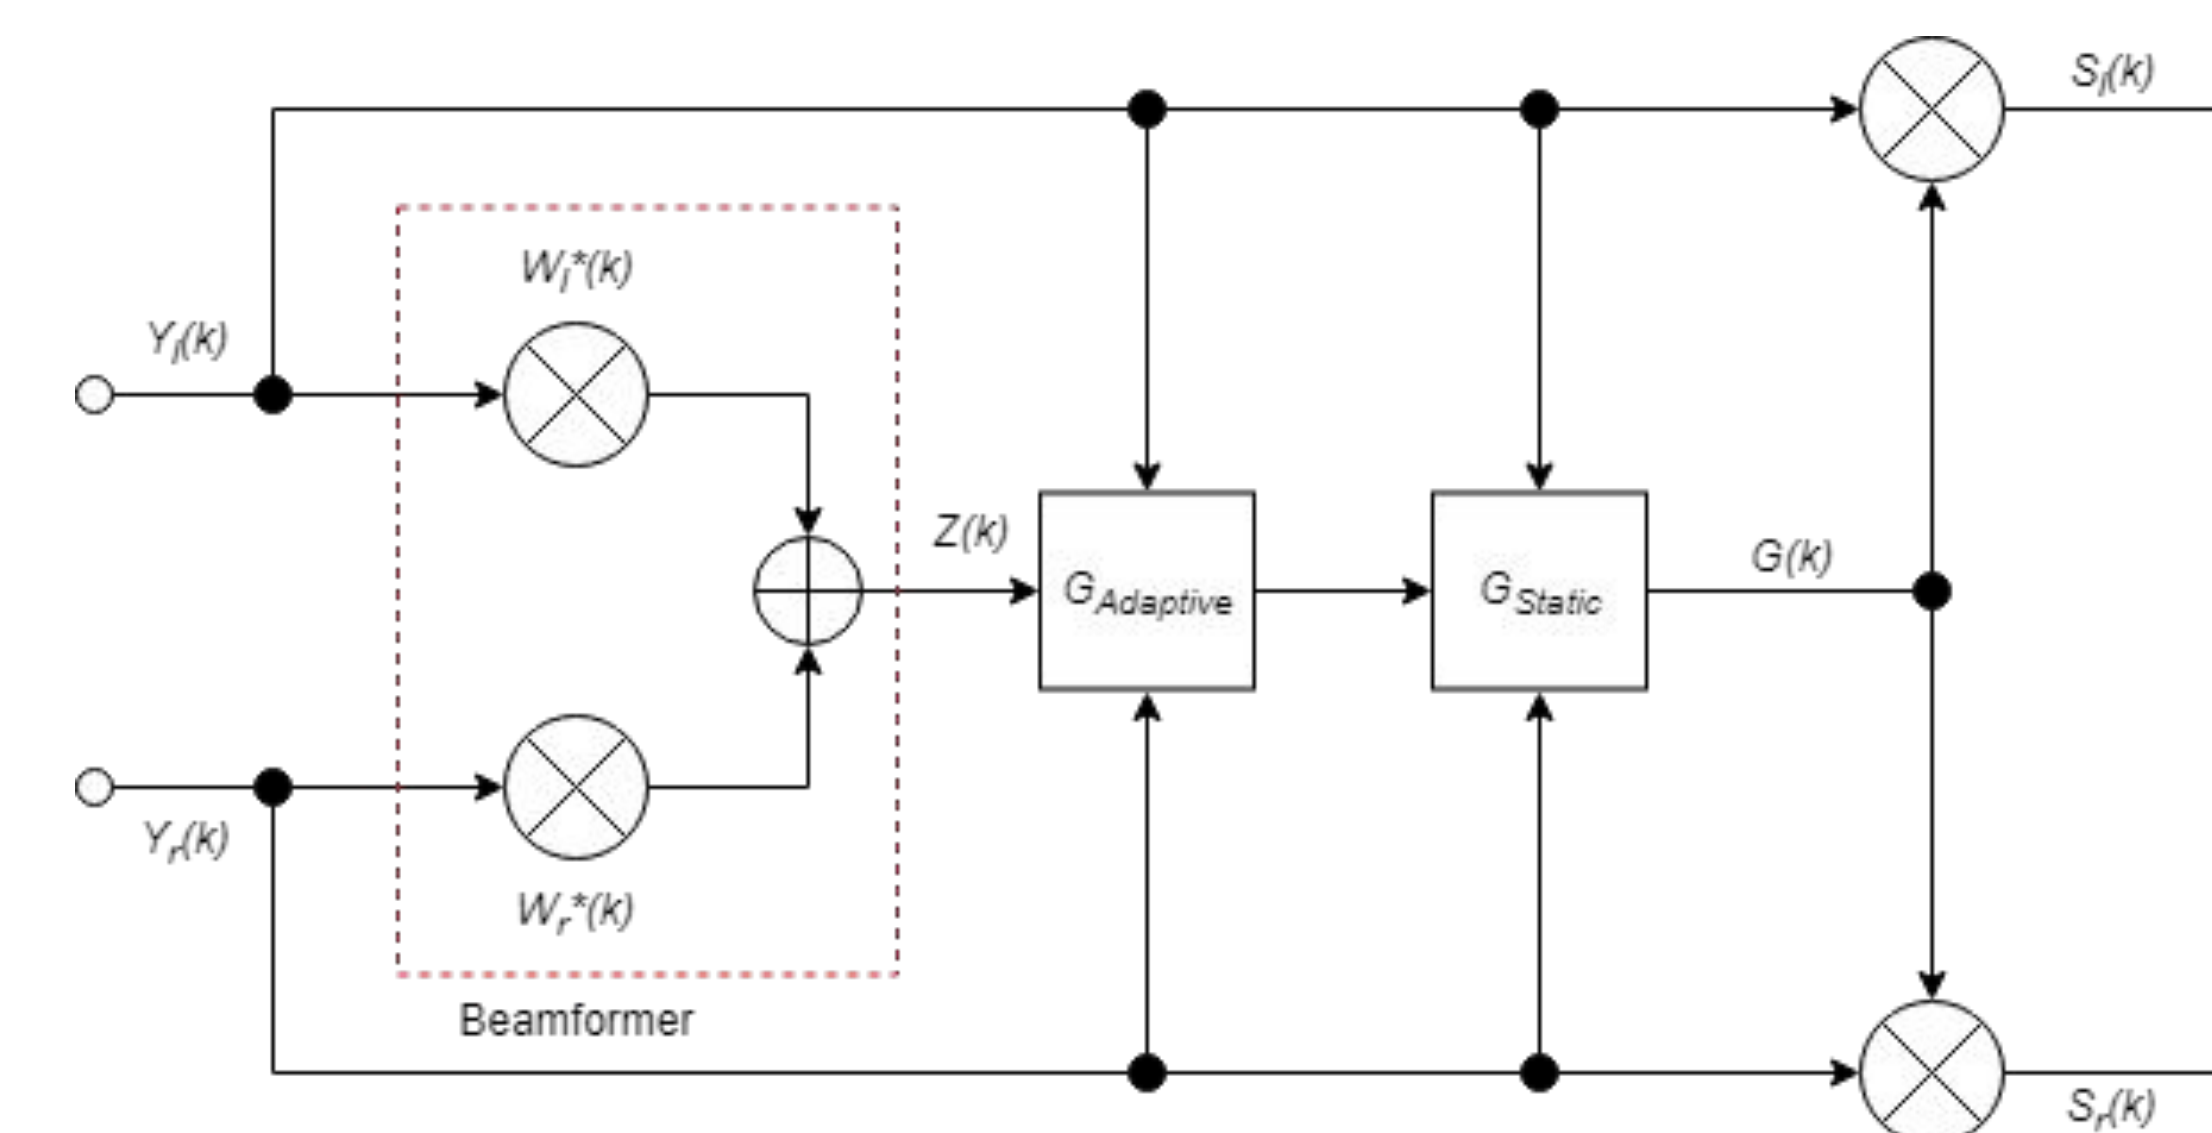 S_l(k)
W_l*(k)
Y_l(k)
Z(k)
G_Adaptive
G_Static
G(k)
Y_r(k)
W_r*(k)
Beamformer
S_r(k)